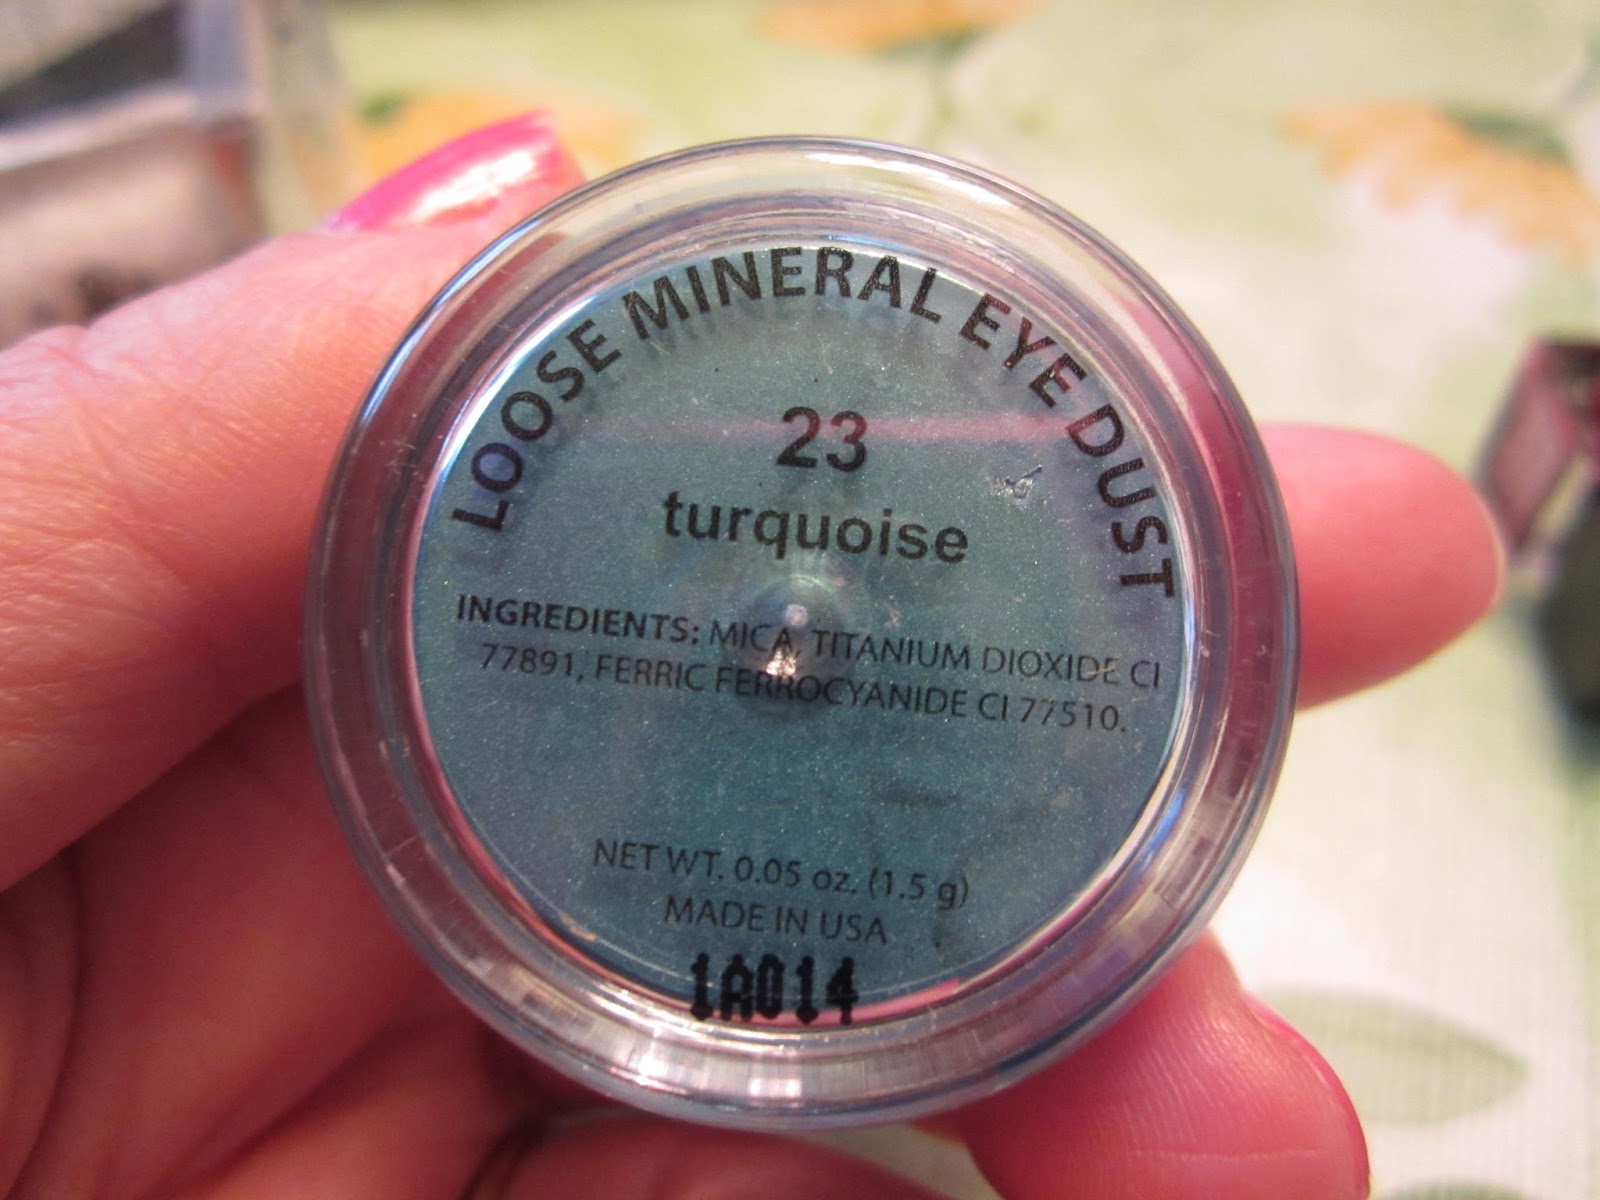 LOOSE MINERAL EYE DUST
23
turquoise
INGREDIENTS: MICA, TITANIUM DIOXIDE CI
77891, FERRIC FERROCYANIDE CI 77510.
NET WT. 0.05 oz. (1.5 g)
MADE IN USA
1A014